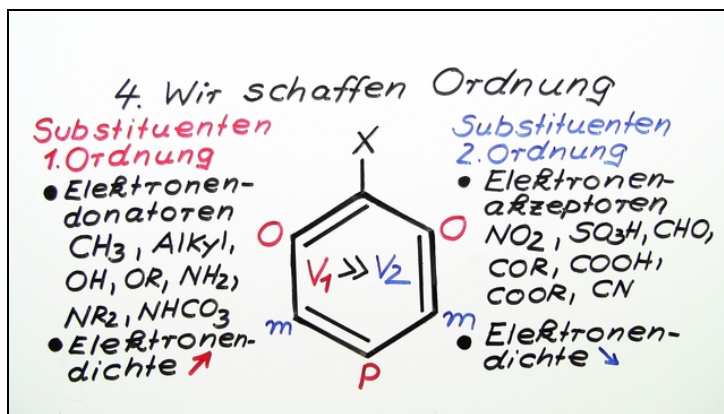 4. Wir schaffen Ordnung
Substituenten
1. Ordnung
• Elektronen-
donatoren
CH3, Alkyl,
OH, OR, NH2,
NR2, NHCO3
• Elektronen-
dichte ↗
X
O
O
V1 >> V2
m
m
p
Substituenten
2. Ordnung
• Elektronen-
akzeptoren
NO2, SO3H, CHO,
COR, COOH,
COOR, CN
• Elektronen-
dichte ↘